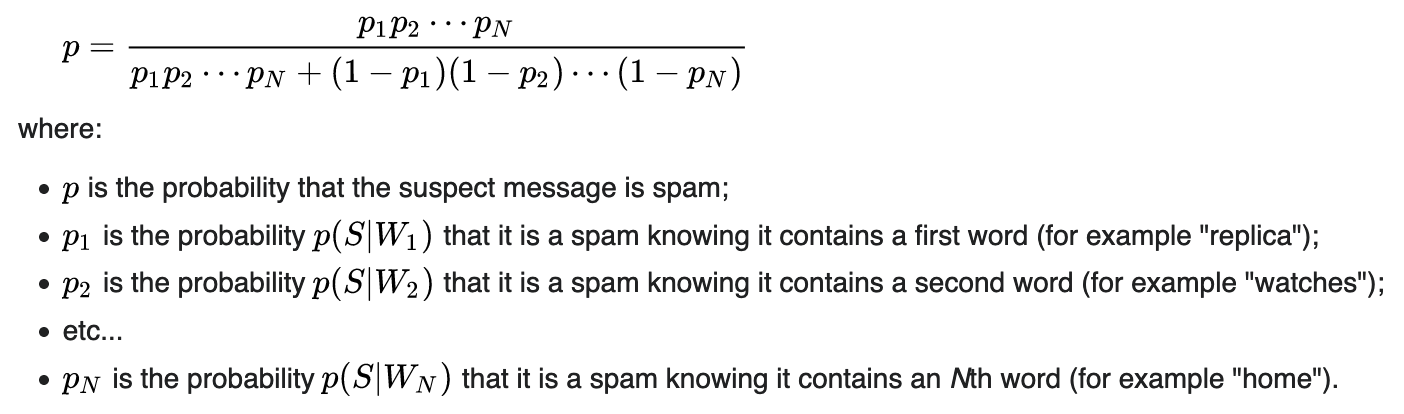 p = \frac{p_1 p_2 \cdots p_N}{p_1 p_2 \cdots p_N + (1 - p_1)(1 - p_2) \cdots (1 - p_N)}
where:
• p is the probability that the suspect message is spam;
• p_1 is the probability p(S|W_1) that it is a spam knowing it contains a first word (for example "replica");
• p_2 is the probability p(S|W_2) that it is a spam knowing it contains a second word (for example "watches");
• etc...
• p_N is the probability p(S|W_N) that it is a spam knowing it contains an Nth word (for example "home").